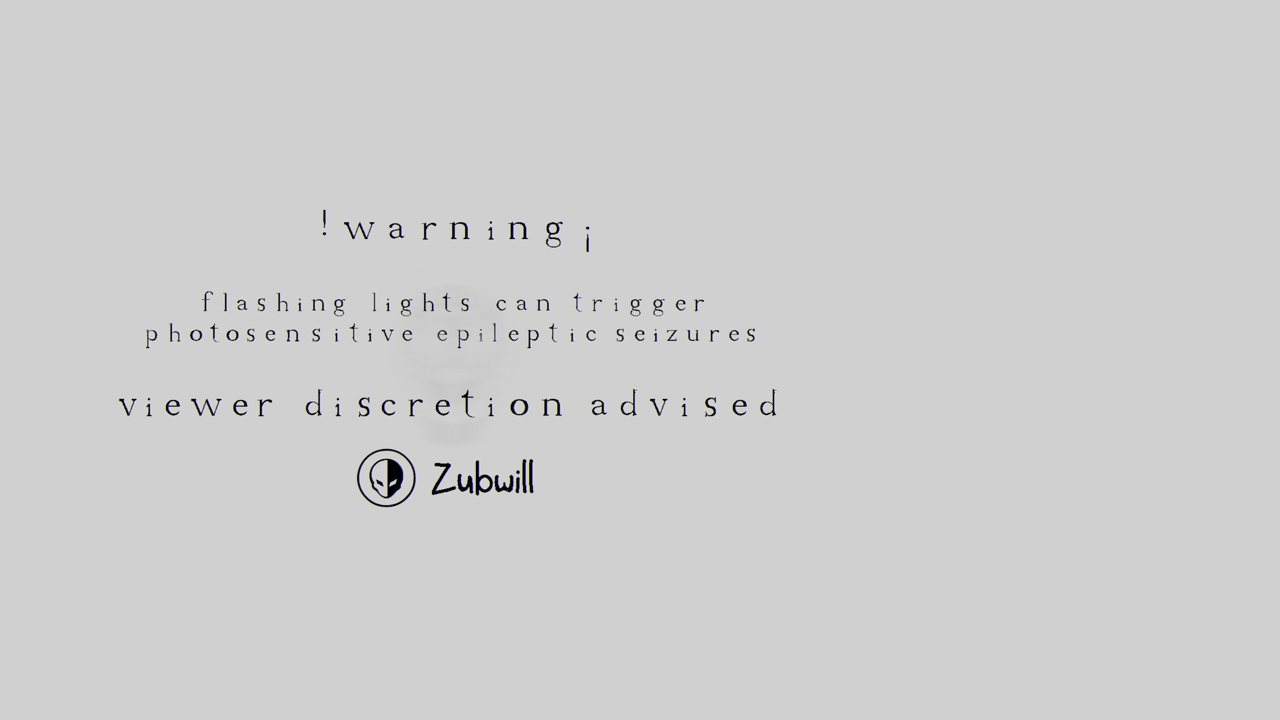 !warning¡
flashing lights can trigger
photosensitive epileptic seizures
viewer discretion advised
Zubwill